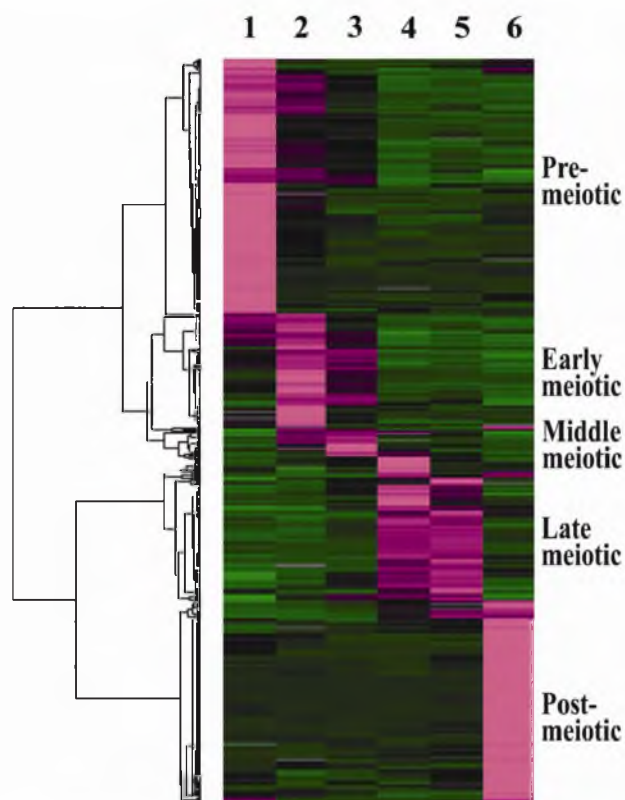 1 2 3 4 5 6
Pre-
meiotic
Early
meiotic
Middle
meiotic
Late
meiotic
Post-
meiotic